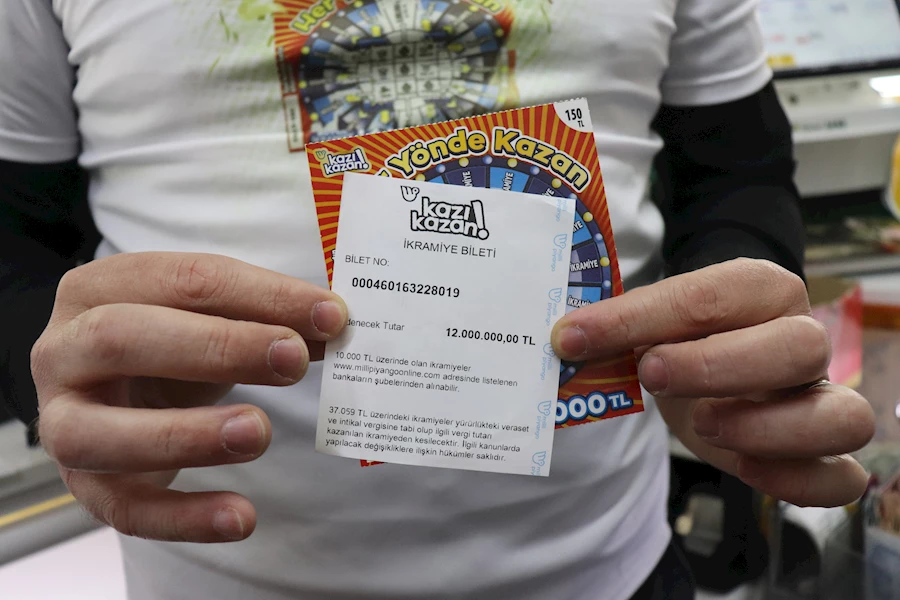 150
TL
kazı
kazan!
Yönde Kazan
kazı
kazan!
İKRAMİYE BİLETİ
BİLET NO:
000460163228019
denecek Tutar
12.000.000,00 TL
10.000 TL üzerinde olan ikramiyeler
www.millipiyangoonline.com adresinde listelenen
bankaların şubelerinden alınabilir.
37.059 TL üzerindeki ikramiyeler yürürlükteki veraset
ve intikal vergisine tabi olup ilgili vergi tutarı
kazanılan ikramiyeden kesilecektir. İlgili kanunlarda
yapılacak değişikliklere ilişkin hükümler saklıdır.
İKRAMİYE
000 TL